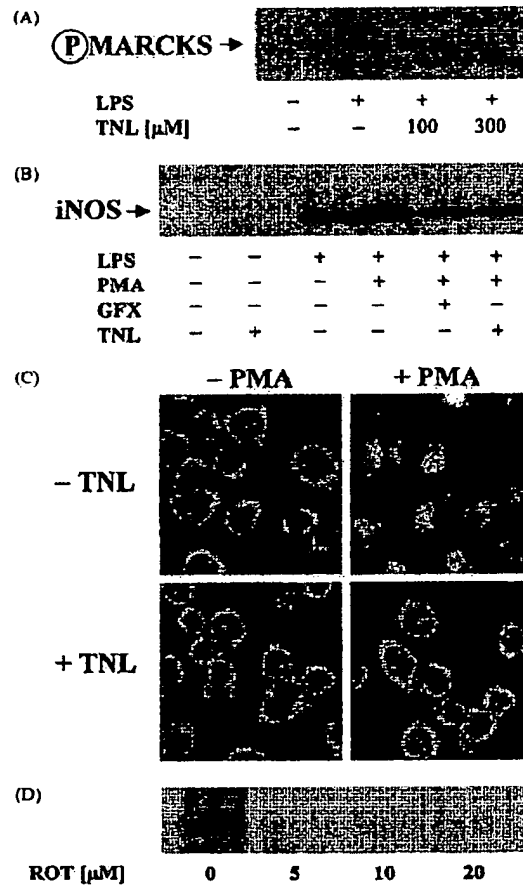 (A)
ⓅMARCKS →
LPS − + + +
TNL [µM] − − 100 300
(B)
iNOS →
LPS − − + + + +
PMA − − − + + +
GFX − − − − + −
TNL − + − − − +
(C)
− PMA + PMA
− TNL
+ TNL
(D)
ROT [µM] 0 5 10 20